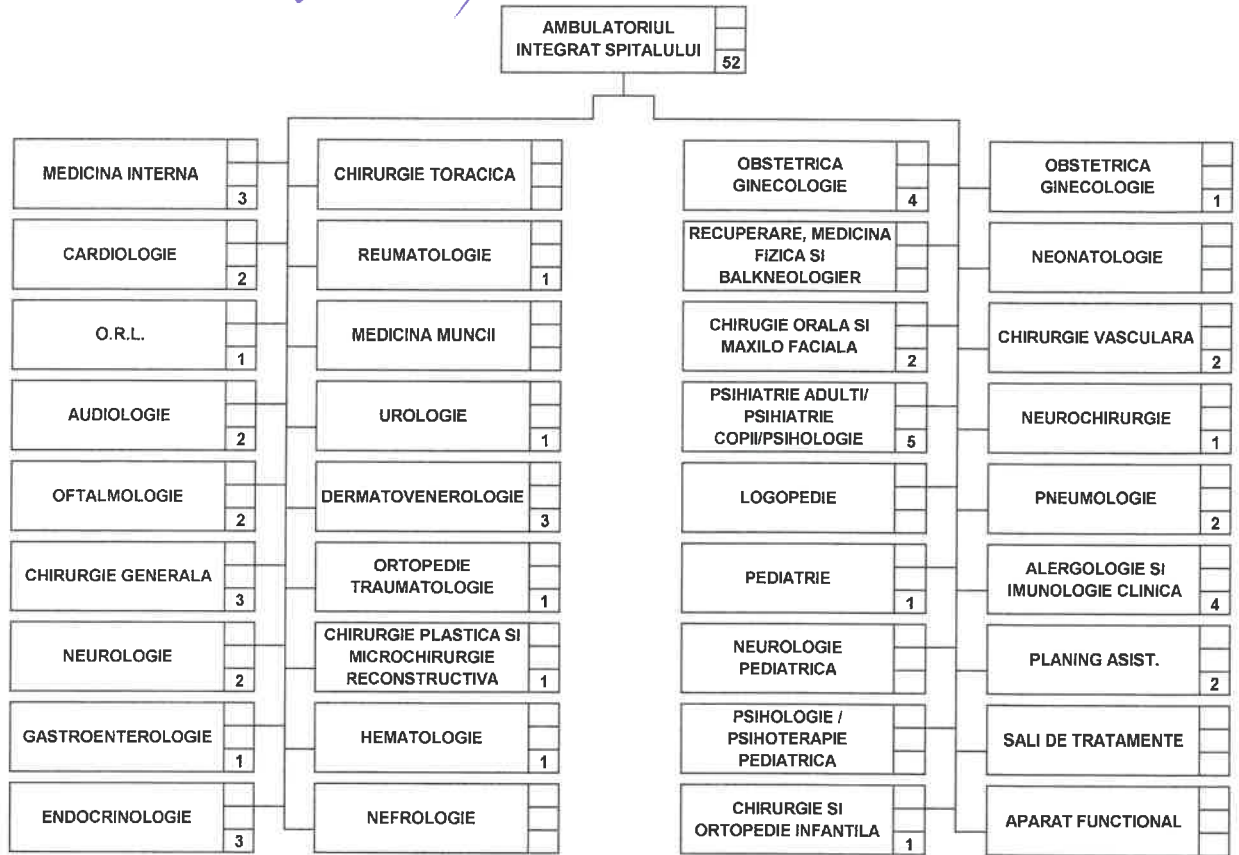 AMBULATORIUL
INTEGRAT SPITALULUI
52
MEDICINA INTERNA
3
CARDIOLOGIE
2
O.R.L.
1
AUDIOLOGIE
2
OFTALMOLOGIE
2
CHIRURGIE GENERALA
3
NEUROLOGIE
2
GASTROENTEROLOGIE
1
ENDOCRINOLOGIE
3
CHIRURGIE TORACICA
REUMATOLOGIE
1
MEDICINA MUNCII
UROLOGIE
1
DERMATOVENEROLOGIE
3
ORTOPEDIE
TRAUMATOLOGIE
1
CHIRURGIE PLASTICA SI
MICROCHIRURGIE
RECONSTRUCTIVA
1
HEMATOLOGIE
1
NEFROLOGIE
OBSTETRICA
GINECOLOGIE
4
RECUPERARE, MEDICINA
FIZICA SI
BALKNEOLOGIER
CHIRUGIE ORALA SI
MAXILO FACIALA
2
PSIHIATRIE ADULTI/
PSIHIATRIE
COPII/PSIHOLOGIE
5
LOGOPEDIE
PEDIATRIE
1
NEUROLOGIE
PEDIATRICA
PSIHOLOGIE /
PSIHOTERAPIE
PEDIATRICA
CHIRURGIE SI
ORTOPEDIE INFANTILA
1
OBSTETRICA
GINECOLOGIE
1
NEONATOLOGIE
CHIRURGIE VASCULARA
2
NEUROCHIRURGIE
1
PNEUMOLOGIE
2
ALERGOLOGIE SI
IMUNOLOGIE CLINICA
4
PLANING ASIST.
2
SALI DE TRATAMENTE
APARAT FUNCTIONAL